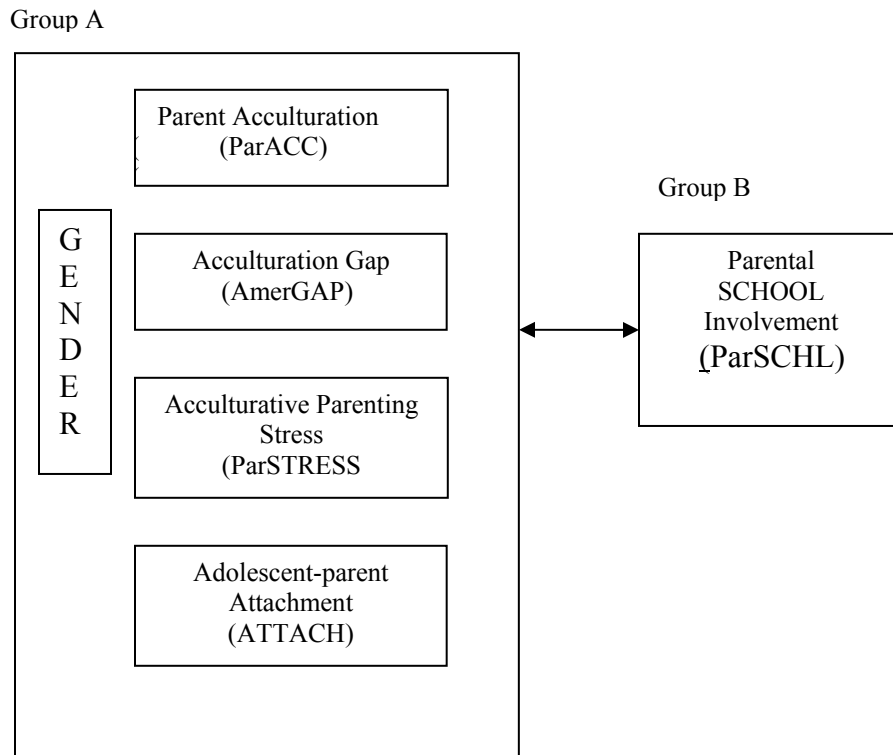 Group A
Parent Acculturation
(ParACC)
GENDER
Acculturation Gap
(AmerGAP)
Acculturative Parenting
Stress
(ParSTRESS
Adolescent-parent
Attachment
(ATTACH)
Group B
Parental
SCHOOL
Involvement
(ParSCHL)